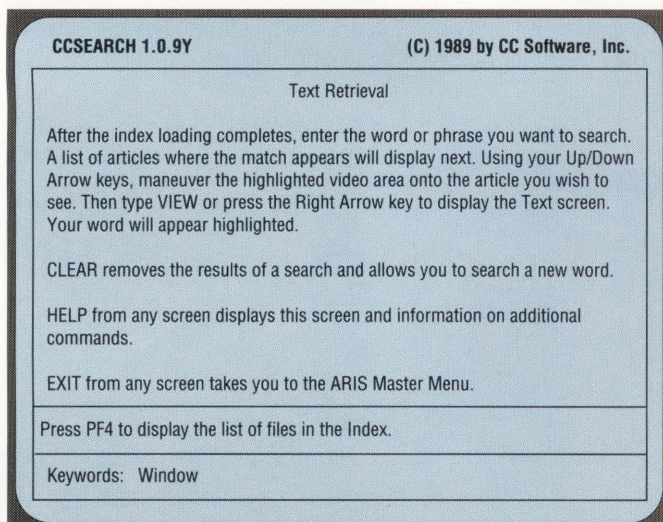 CCSEARCH 1.0.9Y (C) 1989 by CC Software, Inc.
Text Retrieval
After the index loading completes, enter the word or phrase you want to search.
A list of articles where the match appears will display next. Using your Up/Down
Arrow keys, maneuver the highlighted video area onto the article you wish to
see. Then type VIEW or press the Right Arrow key to display the Text screen.
Your word will appear highlighted.
CLEAR removes the results of a search and allows you to search a new word.
HELP from any screen displays this screen and information on additional
commands.
EXIT from any screen takes you to the ARIS Master Menu.
Press PF4 to display the list of files in the Index.
Keywords: Window